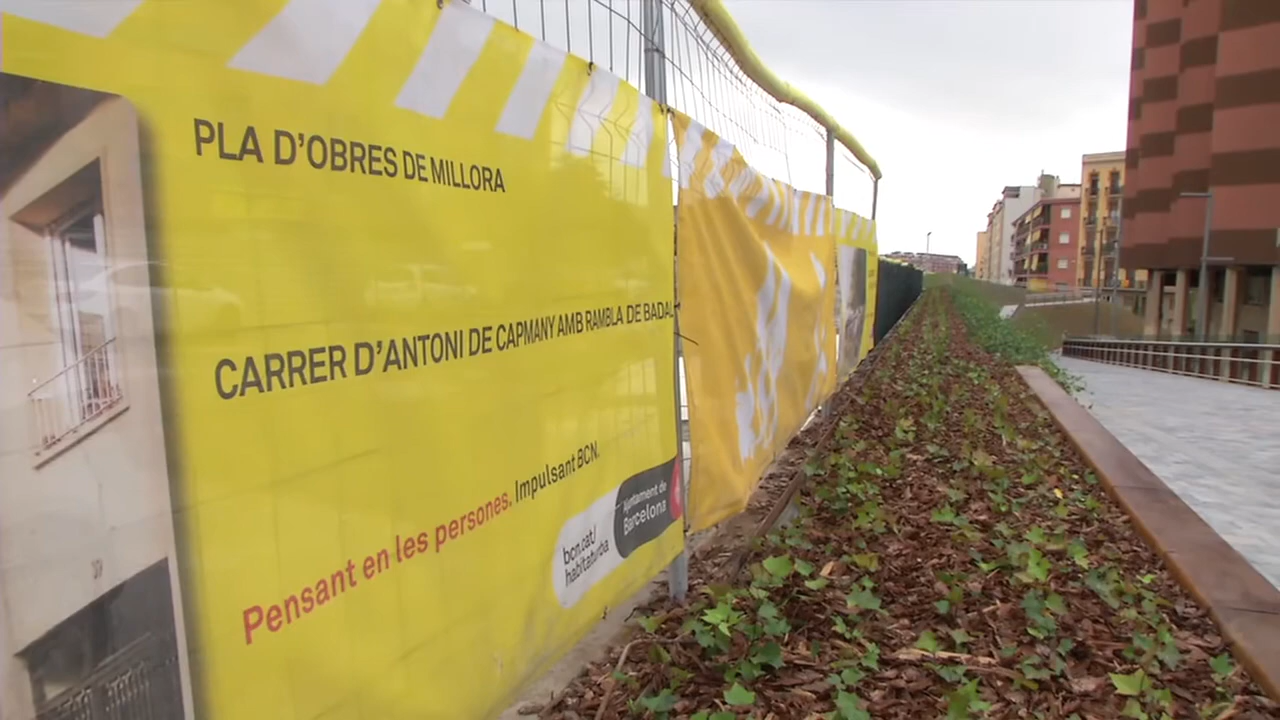 PLA D'OBRES DE MILLORA
CARRER D'ANTONI DE CAPMANY AMB RAMBLA DE BADAL
Pensant en les persones. Impulsant BCN.
bcn.cat/
habitaturba
Ajuntament de
Barcelona